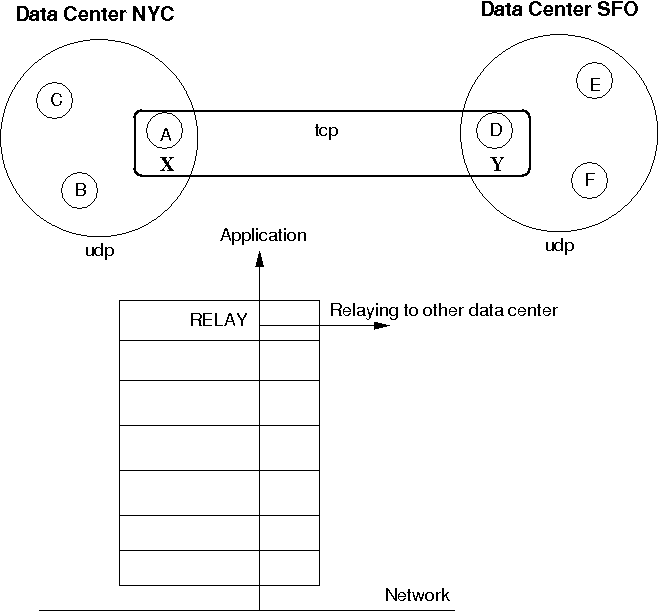 Data Center NYC
Data Center SFO
C
A
X
B
udp
tcp
D
Y
E
F
udp
Application
RELAY
Relaying to other data center
Network